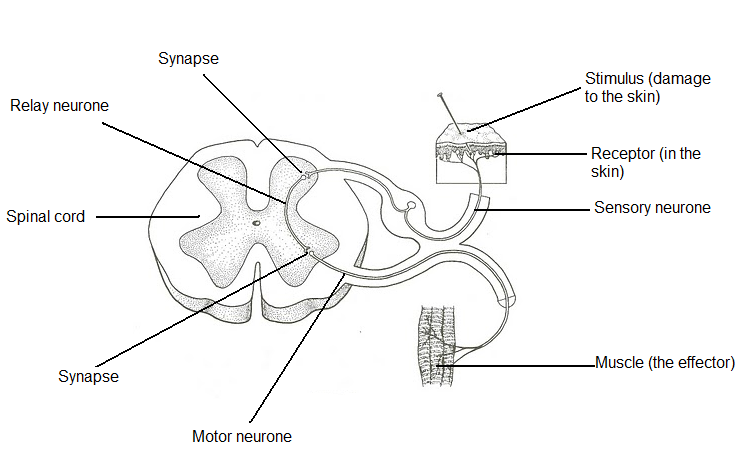 Synapse
Stimulus (damage
to the skin)
Relay neurone
Receptor (in the
skin)
Spinal cord
Sensory neurone
Synapse
Muscle (the effector)
Motor neurone